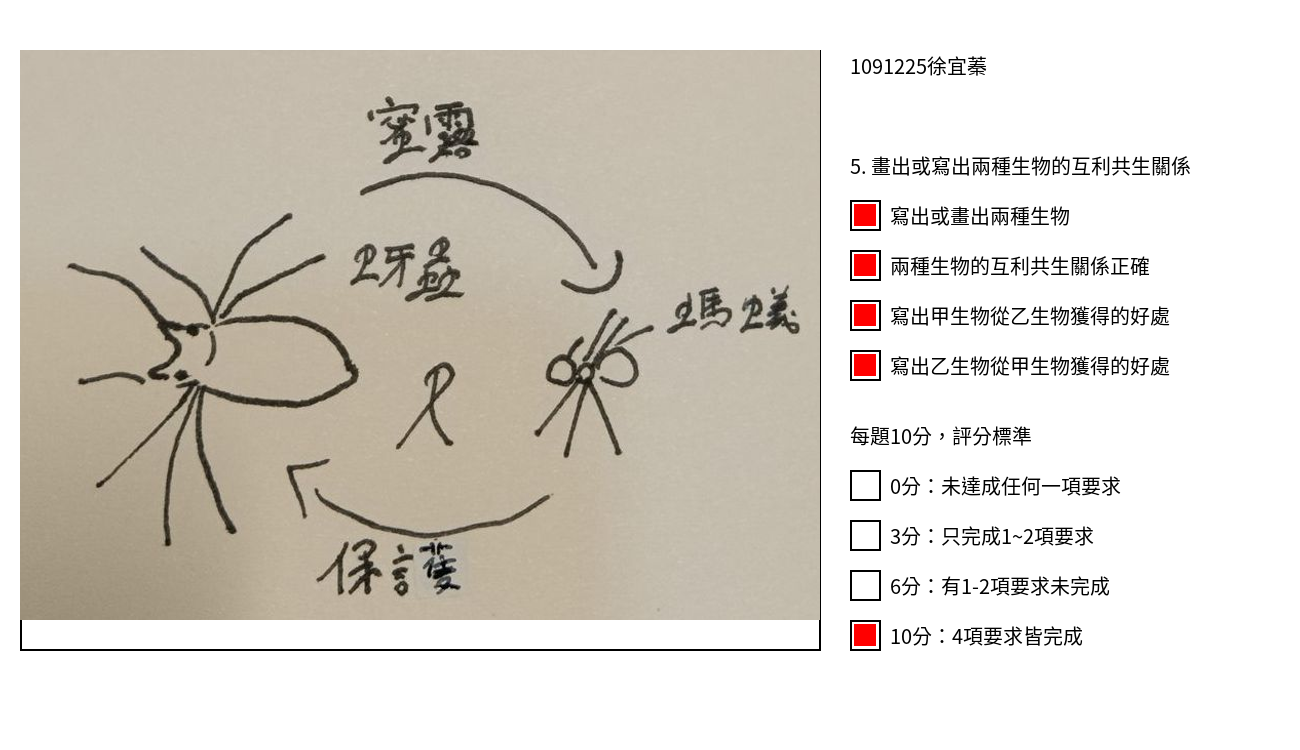 蜜露
蚜蟲
螞蟻
保護
1091225徐宜蓁
5. 畫出或寫出兩種生物的互利共生關係
寫出或畫出兩種生物
兩種生物的互利共生關係正確
寫出甲生物從乙生物獲得的好處
寫出乙生物從甲生物獲得的好處
每題10分，評分標準
0分：未達成任何一項要求
3分：只完成1~2項要求
6分：有1-2項要求未完成
10分：4項要求皆完成